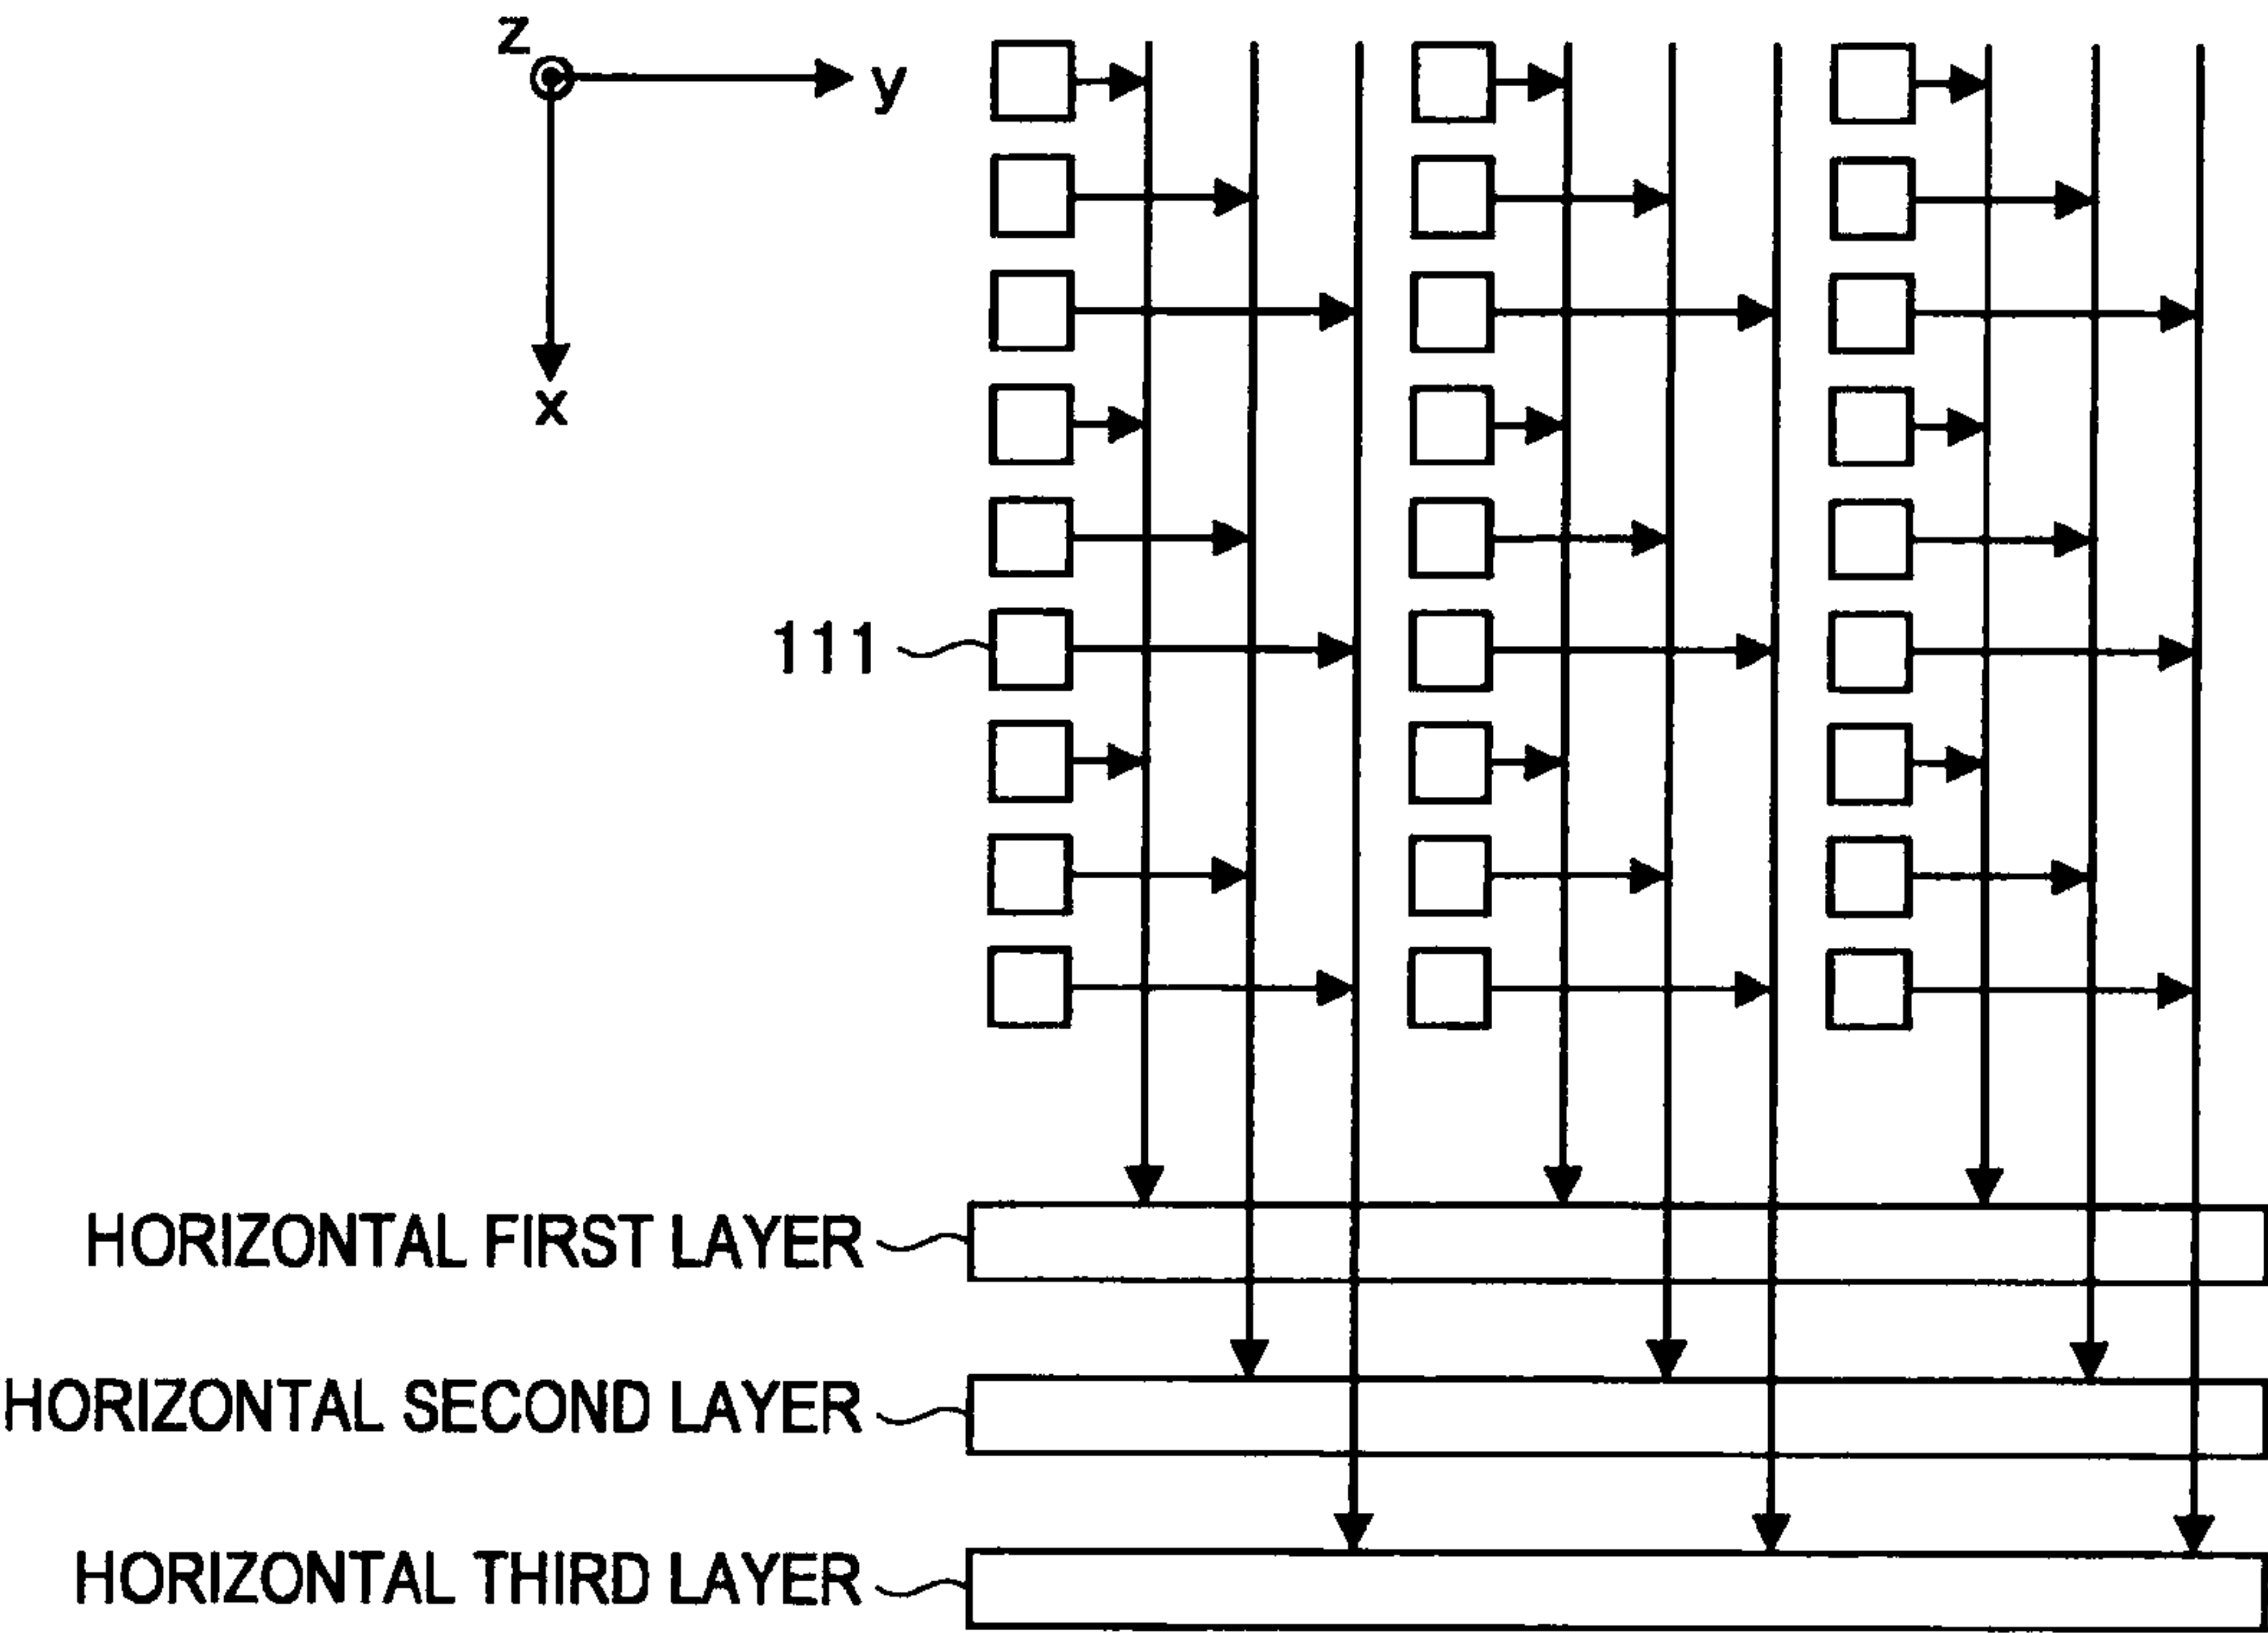 z
y
x
111
HORIZONTAL FIRST LAYER
HORIZONTAL SECOND LAYER
HORIZONTAL THIRD LAYER